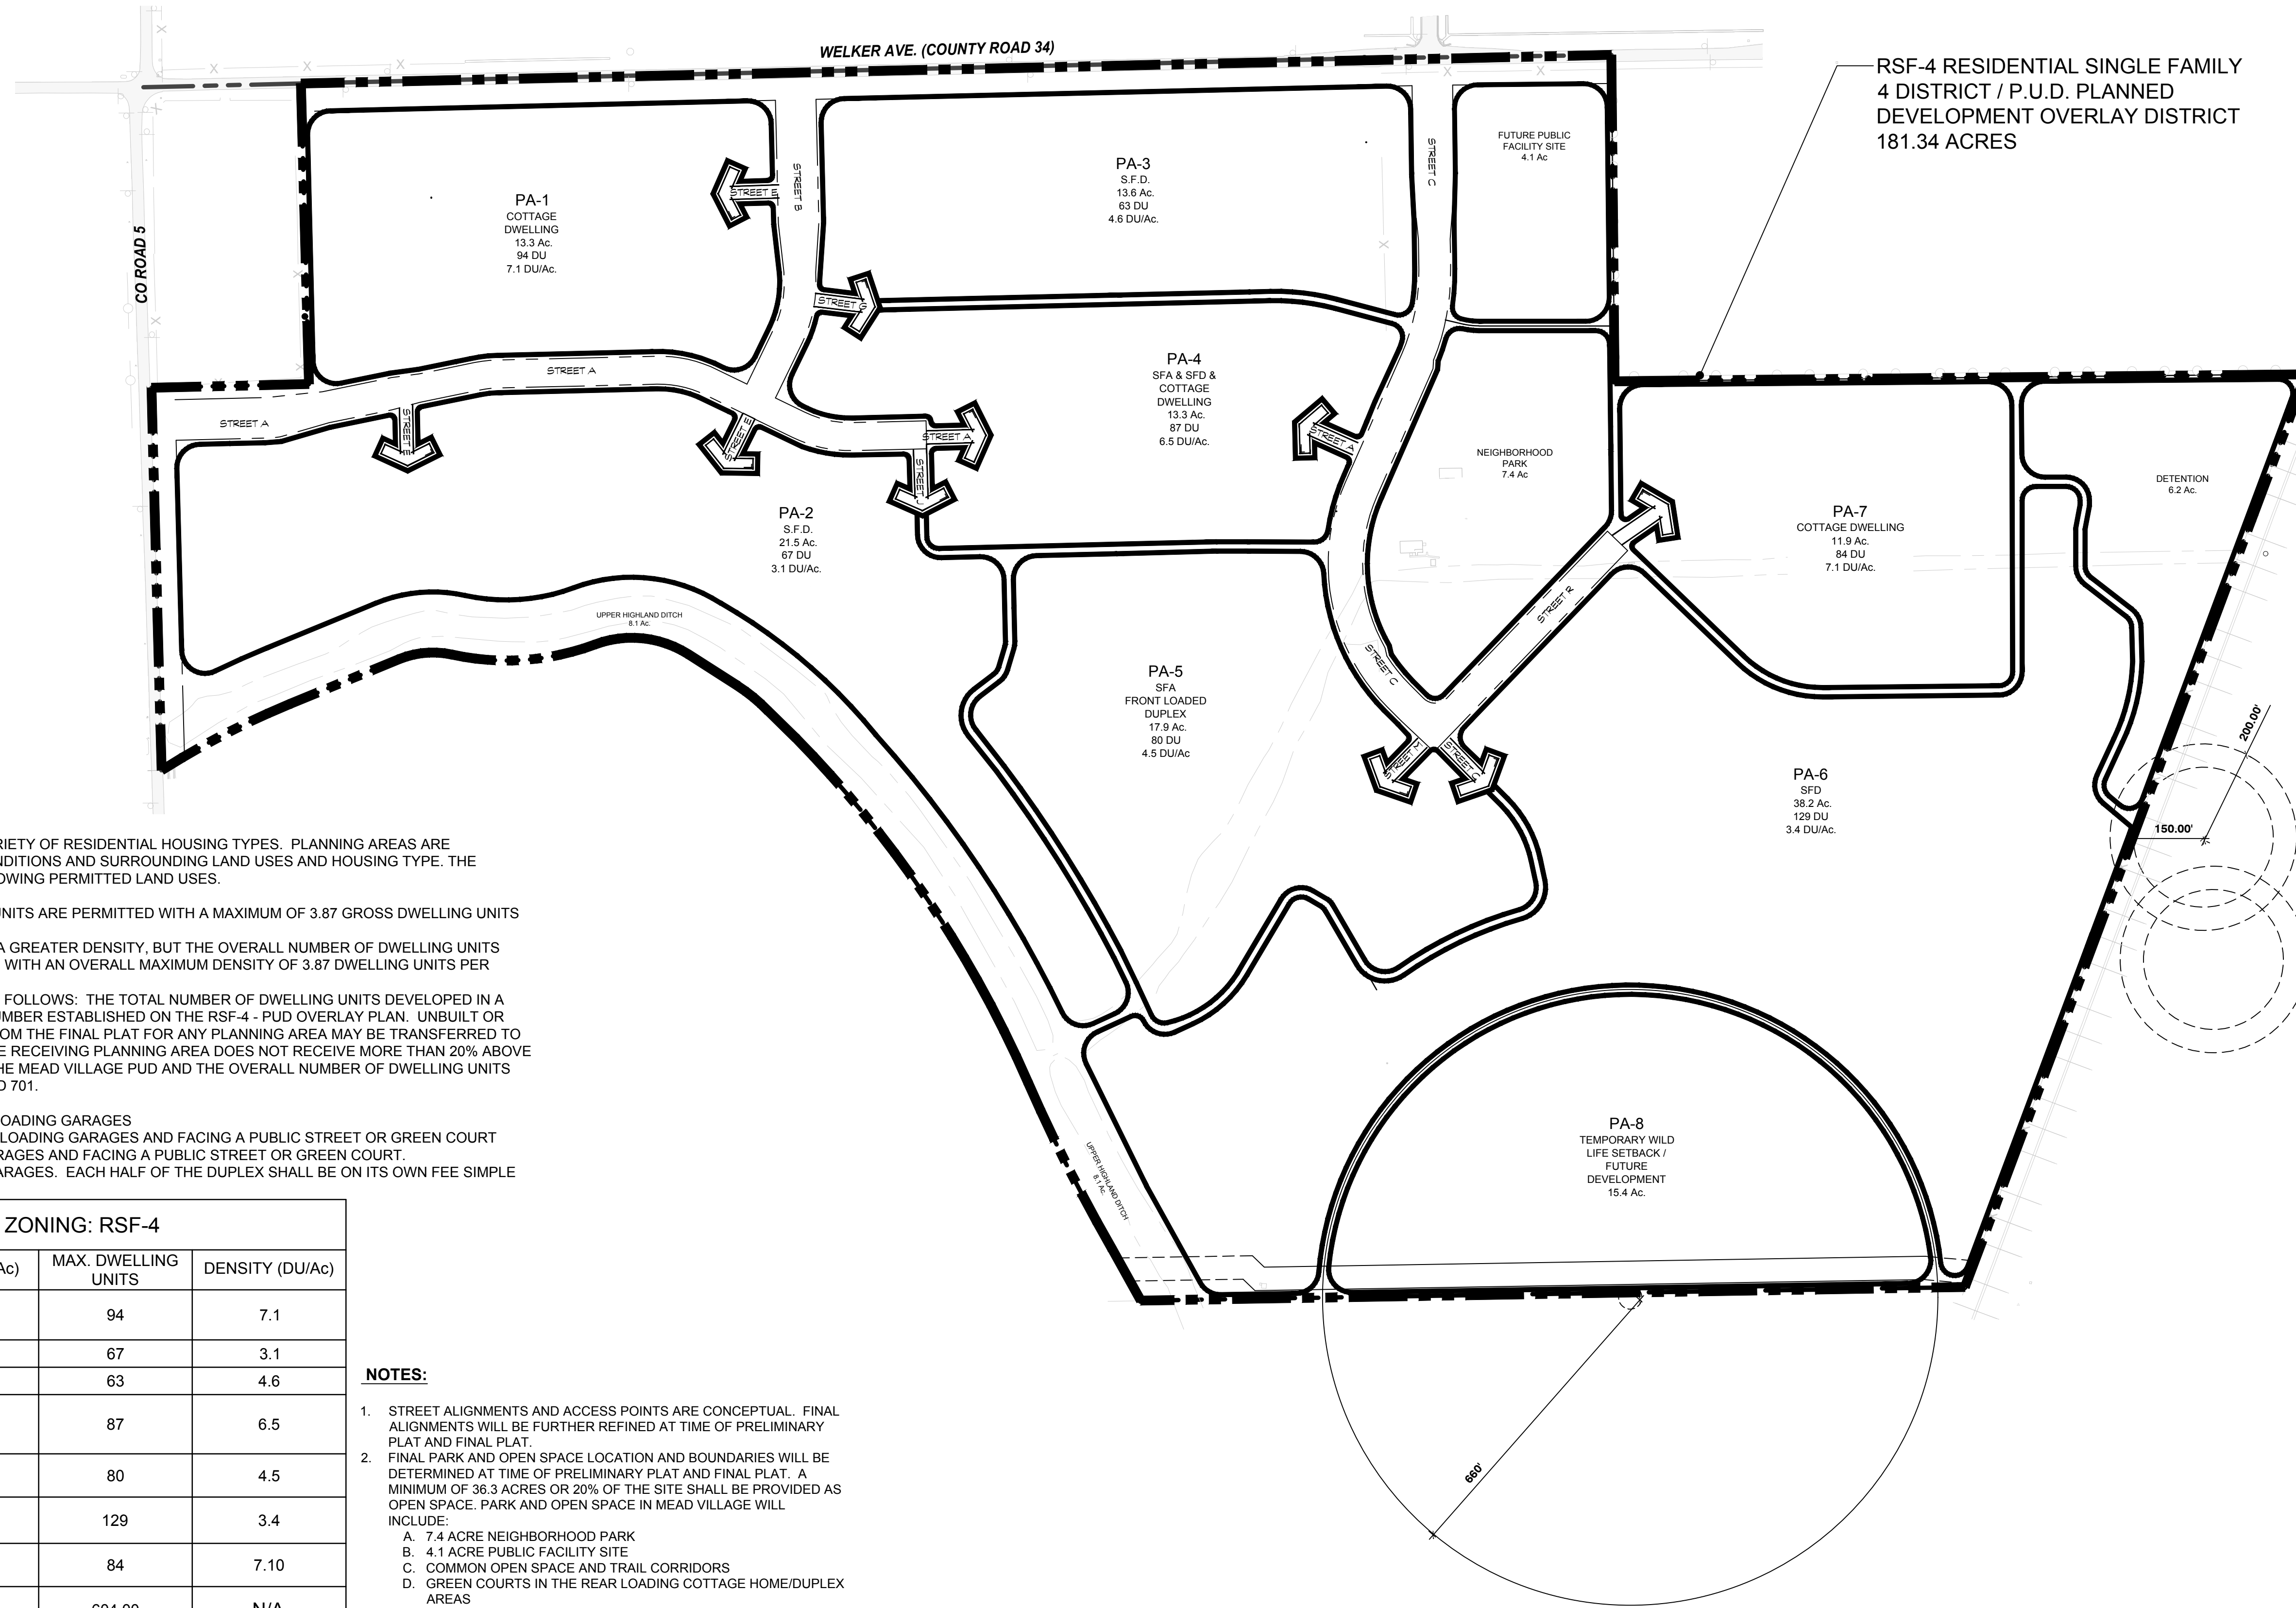 WELKER AVE. (COUNTY ROAD 34)
RSF-4 RESIDENTIAL SINGLE FAMILY
4 DISTRICT / P.U.D. PLANNED
DEVELOPMENT OVERLAY DISTRICT
181.34 ACRES
CO ROAD 5
PA-1
COTTAGE
DWELLING
13.3 Ac.
94 DU
7.1 DU/Ac.
STREET E
STREET B
PA-3
S.F.D.
13.6 Ac.
63 DU
4.6 DU/Ac.
STREET C
FUTURE PUBLIC
FACILITY SITE
4.1 Ac
STREET G
STREET A
STREET A
STREET E
STREET E
STREET A
STREET J
PA-4
SFA & SFD &
COTTAGE
DWELLING
13.3 Ac.
87 DU
6.5 DU/Ac.
STREET A
NEIGHBORHOOD
PARK
7.4 Ac
DETENTION
6.2 Ac.
PA-2
S.F.D.
21.5 Ac.
67 DU
3.1 DU/Ac.
PA-7
COTTAGE DWELLING
11.9 Ac.
84 DU
7.1 DU/Ac.
UPPER HIGHLAND DITCH
8.1 Ac.
STREET R
STREET C
PA-5
SFA
FRONT LOADED
DUPLEX
17.9 Ac.
80 DU
4.5 DU/Ac
STREET C
200.00'
150.00'
PA-6
SFD
38.2 Ac.
129 DU
3.4 DU/Ac.
PA-8
TEMPORARY WILD
LIFE SETBACK /
FUTURE
DEVELOPMENT
15.4 Ac.
UPPER HIGHLAND DITCH
8.1 Ac.
660'
RIETY OF RESIDENTIAL HOUSING TYPES. PLANNING AREAS ARE
NDITIONS AND SURROUNDING LAND USES AND HOUSING TYPE. THE
OWING PERMITTED LAND USES.
UNITS ARE PERMITTED WITH A MAXIMUM OF 3.87 GROSS DWELLING UNITS
A GREATER DENSITY, BUT THE OVERALL NUMBER OF DWELLING UNITS
WITH AN OVERALL MAXIMUM DENSITY OF 3.87 DWELLING UNITS PER
FOLLOWS: THE TOTAL NUMBER OF DWELLING UNITS DEVELOPED IN A
UMBER ESTABLISHED ON THE RSF-4 - PUD OVERLAY PLAN. UNBUILT OR
OM THE FINAL PLAT FOR ANY PLANNING AREA MAY BE TRANSFERRED TO
E RECEIVING PLANNING AREA DOES NOT RECEIVE MORE THAN 20% ABOVE
HE MEAD VILLAGE PUD AND THE OVERALL NUMBER OF DWELLING UNITS
D 701.
OADING GARAGES
LOADING GARAGES AND FACING A PUBLIC STREET OR GREEN COURT
RAGES AND FACING A PUBLIC STREET OR GREEN COURT.
ARAGES. EACH HALF OF THE DUPLEX SHALL BE ON ITS OWN FEE SIMPLE
ZONING: RSF-4
Ac) MAX. DWELLING UNITS DENSITY (DU/Ac)
94 7.1
67 3.1
63 4.6
87 6.5
80 4.5
129 3.4
84 7.10
N/A
NOTES:
1. STREET ALIGNMENTS AND ACCESS POINTS ARE CONCEPTUAL. FINAL
ALIGNMENTS WILL BE FURTHER REFINED AT TIME OF PRELIMINARY
PLAT AND FINAL PLAT.
2. FINAL PARK AND OPEN SPACE LOCATION AND BOUNDARIES WILL BE
DETERMINED AT TIME OF PRELIMINARY PLAT AND FINAL PLAT. A
MINIMUM OF 36.3 ACRES OR 20% OF THE SITE SHALL BE PROVIDED AS
OPEN SPACE. PARK AND OPEN SPACE IN MEAD VILLAGE WILL
INCLUDE:
A. 7.4 ACRE NEIGHBORHOOD PARK
B. 4.1 ACRE PUBLIC FACILITY SITE
C. COMMON OPEN SPACE AND TRAIL CORRIDORS
D. GREEN COURTS IN THE REAR LOADING COTTAGE HOME/DUPLEX
AREAS